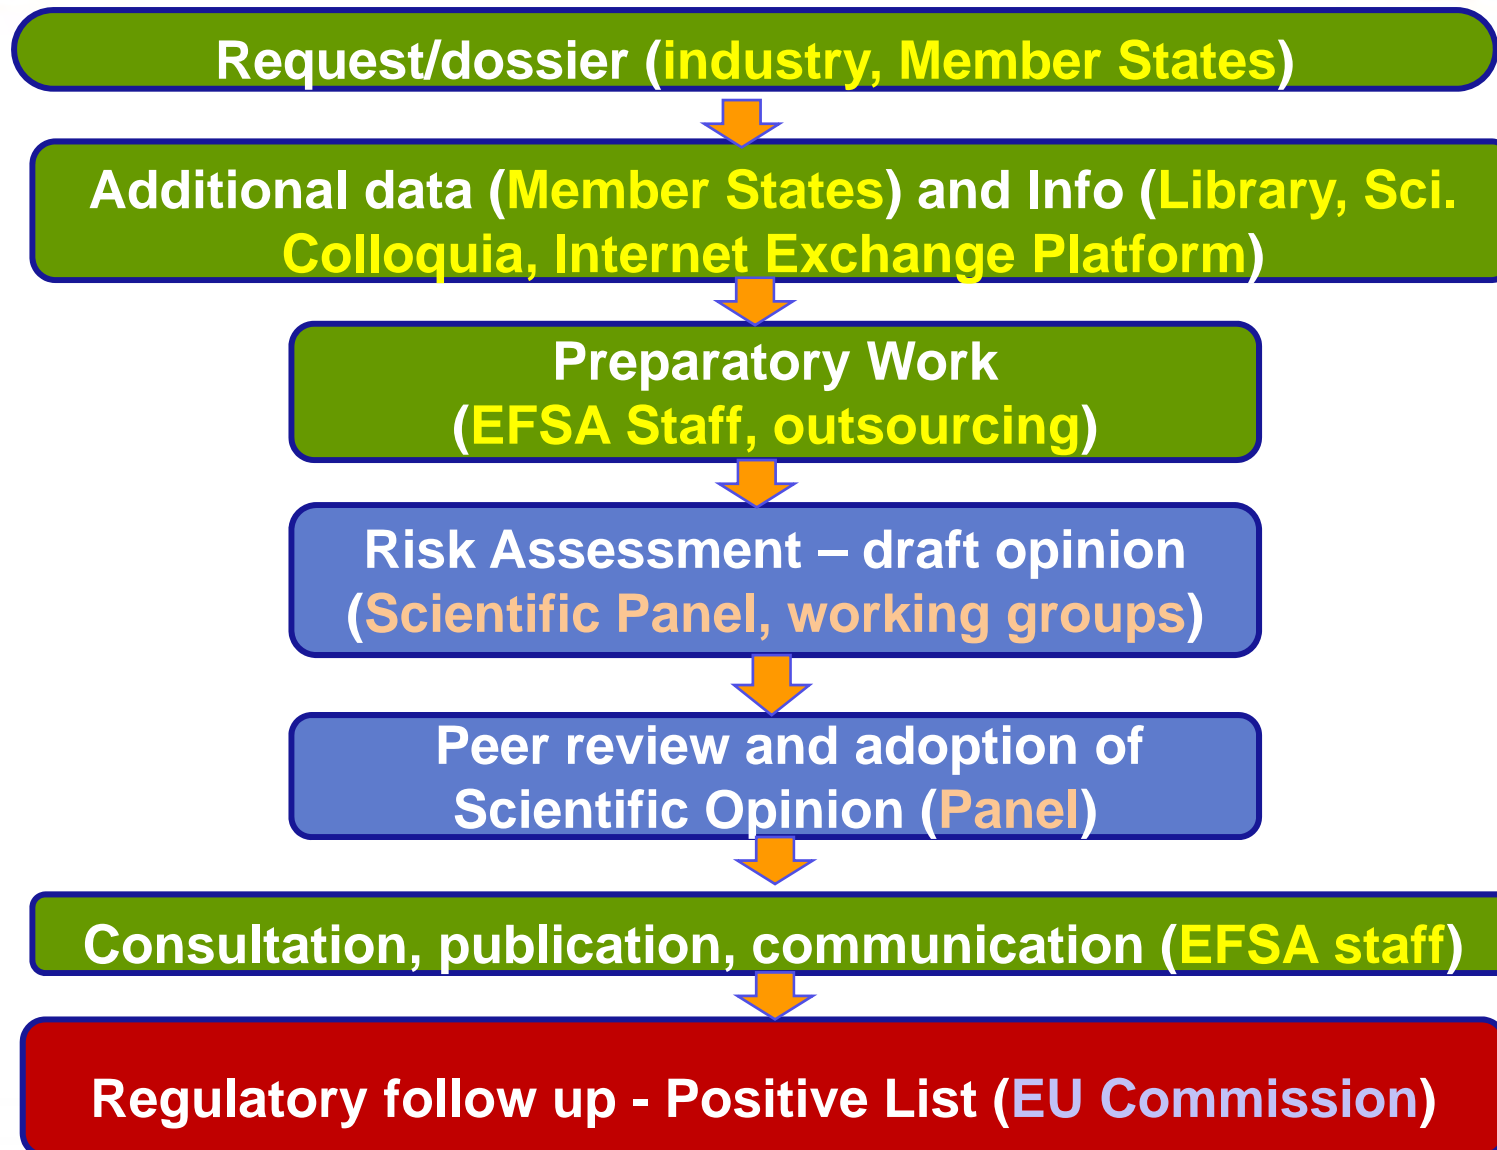 Request/dossier (industry, Member States)
Additional data (Member States) and Info (Library, Sci.
Colloquia, Internet Exchange Platform)
Preparatory Work
(EFSA Staff, outsourcing)
Risk Assessment – draft opinion
(Scientific Panel, working groups)
Peer review and adoption of
Scientific Opinion (Panel)
Consultation, publication, communication (EFSA staff)
Regulatory follow up - Positive List (EU Commission)